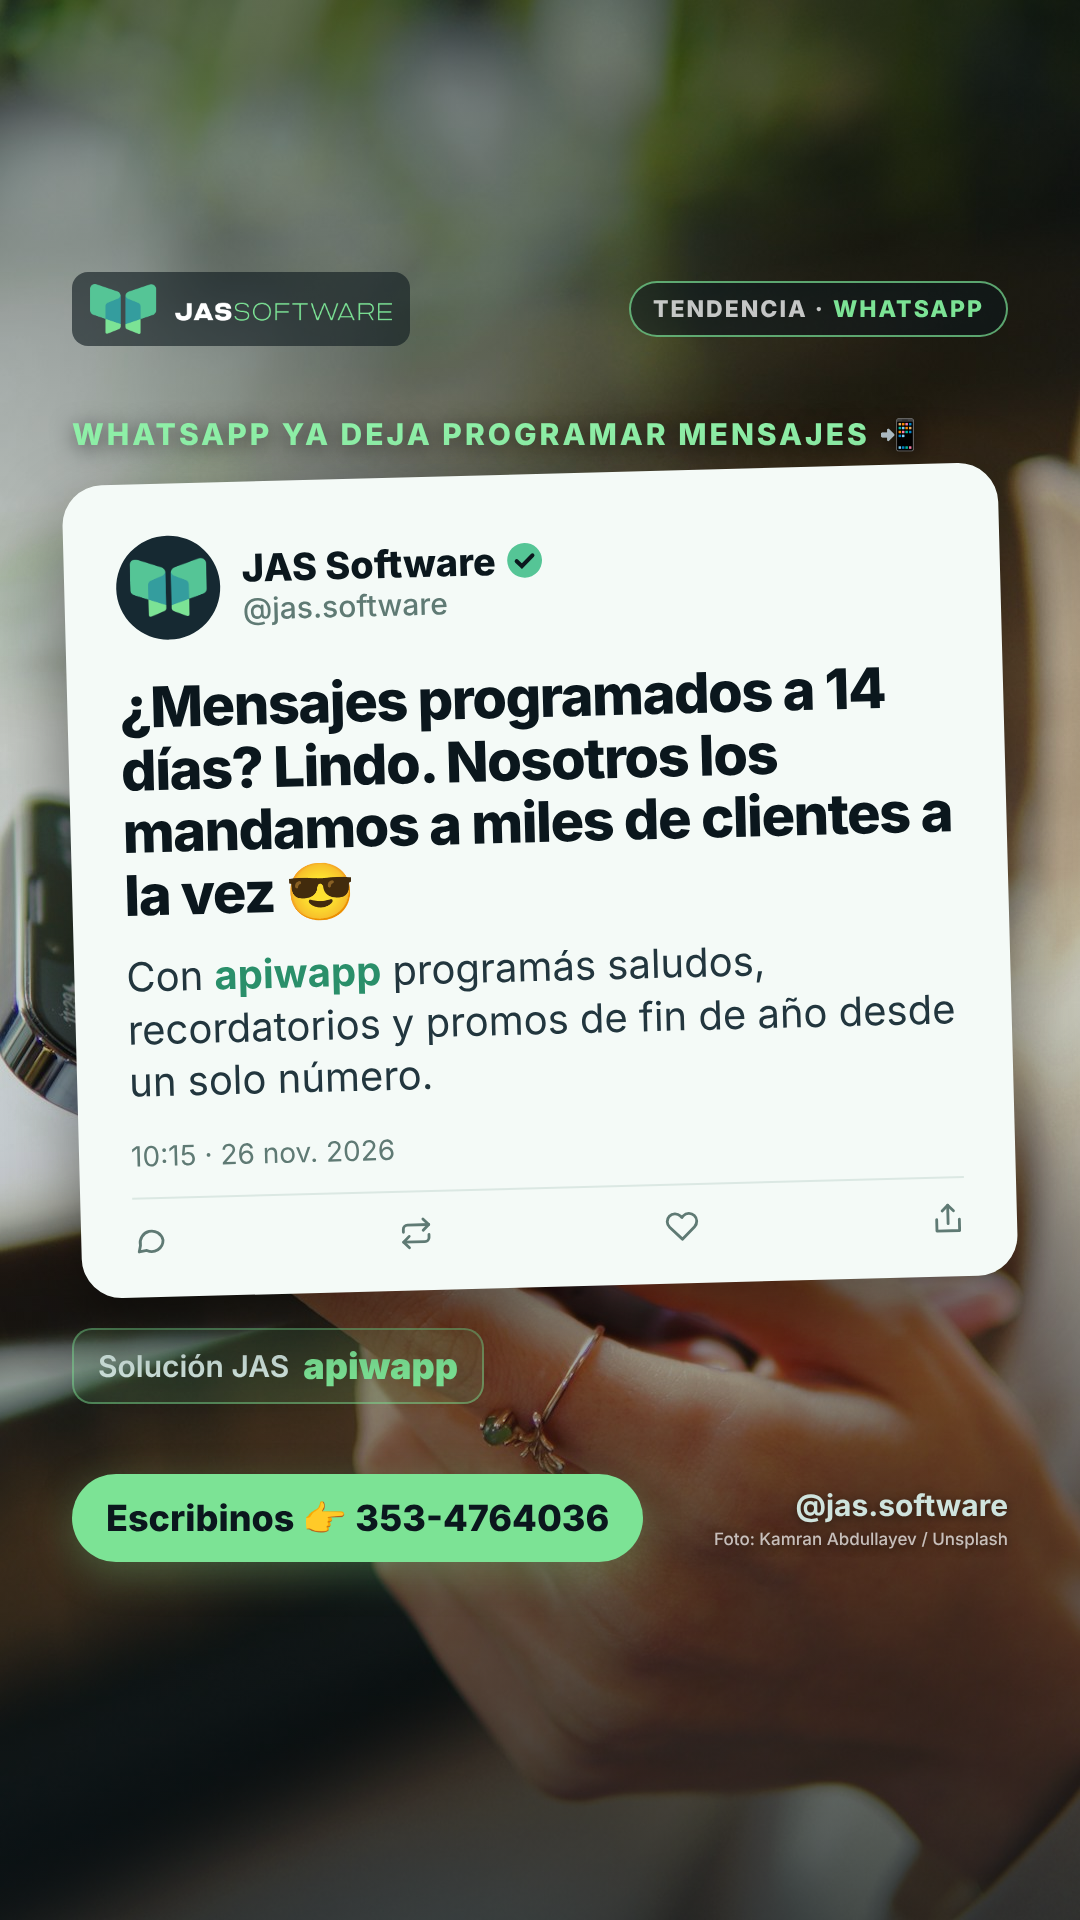 JASSOFTWARE
TENDENCIA · WHATSAPP
WHATSAPP YA DEJA PROGRAMAR MENSAJES 📲
JAS Software
@jas.software
¿Mensajes programados a 14
días? Lindo. Nosotros los
mandamos a miles de clientes a
la vez 😎
Con apiwapp programás saludos,
recordatorios y promos de fin de año desde
un solo número.
10:15 · 26 nov. 2026
Solución JAS apiwapp
Escribinos 👉 353-4764036
@jas.software
Foto: Kamran Abdullayev / Unsplash